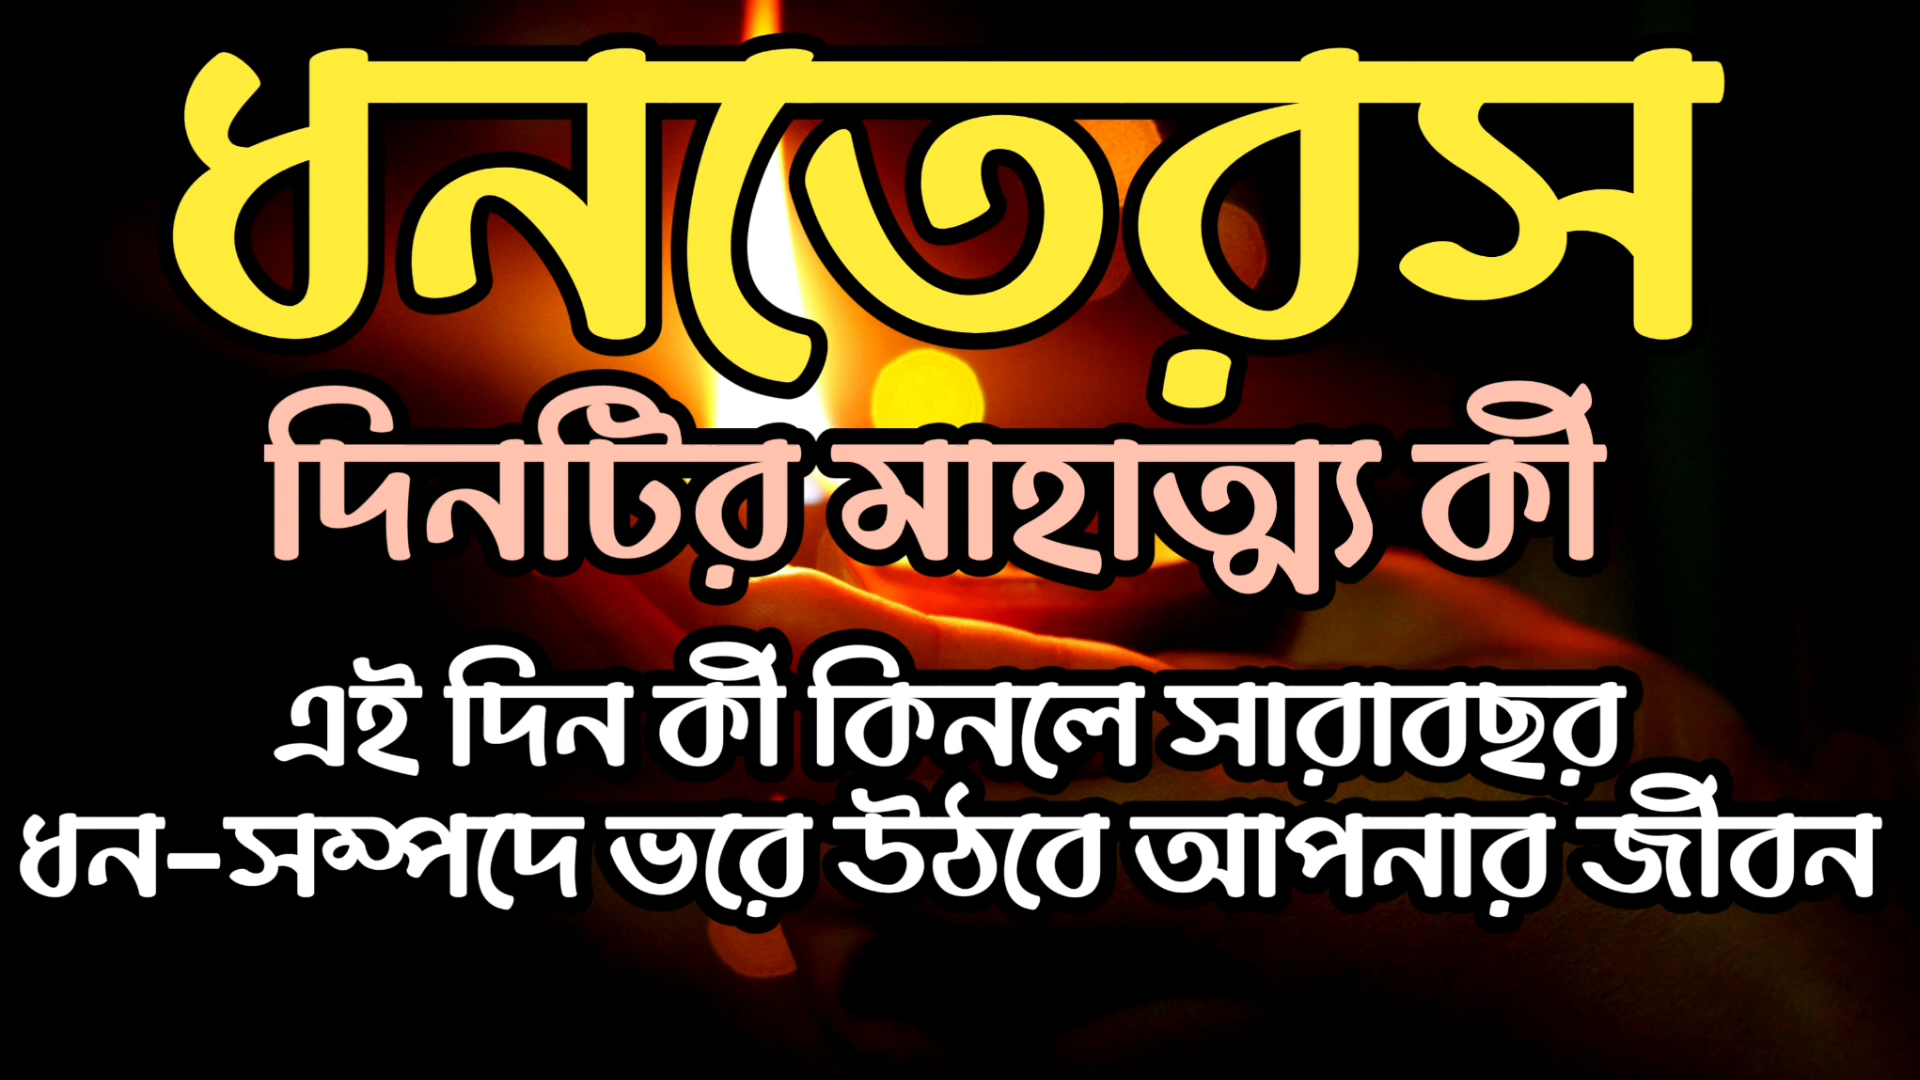 ধনতেরস
দিনটির মাহাত্ম্য কী
এই দিন কী কিনলে সারাবছর
ধন-সম্পদে ভরে উঠবে আপনার জীবন